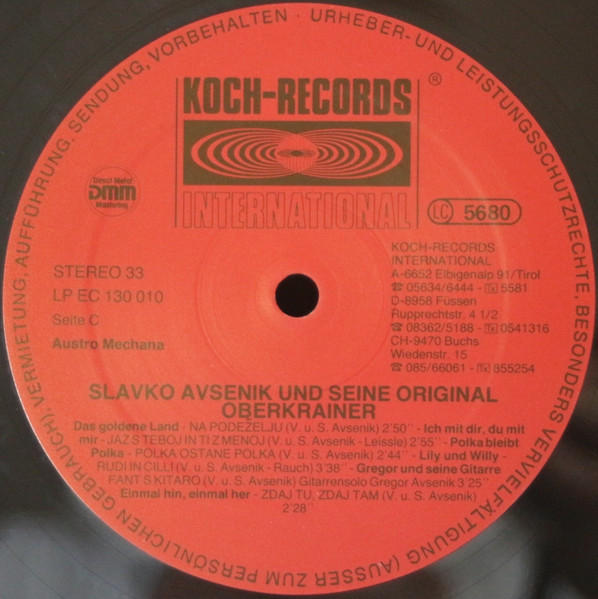 URHEBER- UND LEISTUNGSSCHUTZRECHTE, BESONDERS VERVIELFÄLTIGUNG (AUSSER ZUM PERSÖNLICHEN GEBRAUCH), VERMIETUNG, AUFFÜHRUNG, SENDUNG, VORBEHALTEN ·
KOCH-RECORDS
®
INTERNATIONAL
Direct Metal
DMM
Mastering
LC 5680
STEREO 33
LP EC 130 010
Seite C
Austro Mechana
KOCH-RECORDS
INTERNATIONAL
A-6652 Elbigenalp 91/Tirol
☎ 05634/6444 - Tx 5581
D-8958 Füssen
Rupprechtstr. 4 1/2
☎ 08362/5188 - Tx 0541316
CH-9470 Buchs
Wiedenstr. 15
☎ 085/66061 - Tx 855254
SLAVKO AVSENIK UND SEINE ORIGINAL
OBERKRAINER
Das goldene Land - NA PODEŽELJU (V. u. S. Avsenik) 2'50'' - Ich mit dir, du mit
mir - JAZ S TEBOJ IN TI Z MENOJ (V. u. S. Avsenik - Leissle) 2'55'' - Polka bleibt
Polka - POLKA OSTANE POLKA (V. u. S. Avsenik) 2'44'' - Lily und Willy -
RUDI IN CILLI (V. u. S. Avsenik - Rauch) 3'38'' - Gregor und seine Gitarre
FANT S KITARO (V. u. S. Avsenik) Gitarrensolo Gregor Avsenik 3'25''
Einmal hin, einmal her - ZDAJ TU, ZDAJ TAM (V. u. S. Avsenik)
2'28''